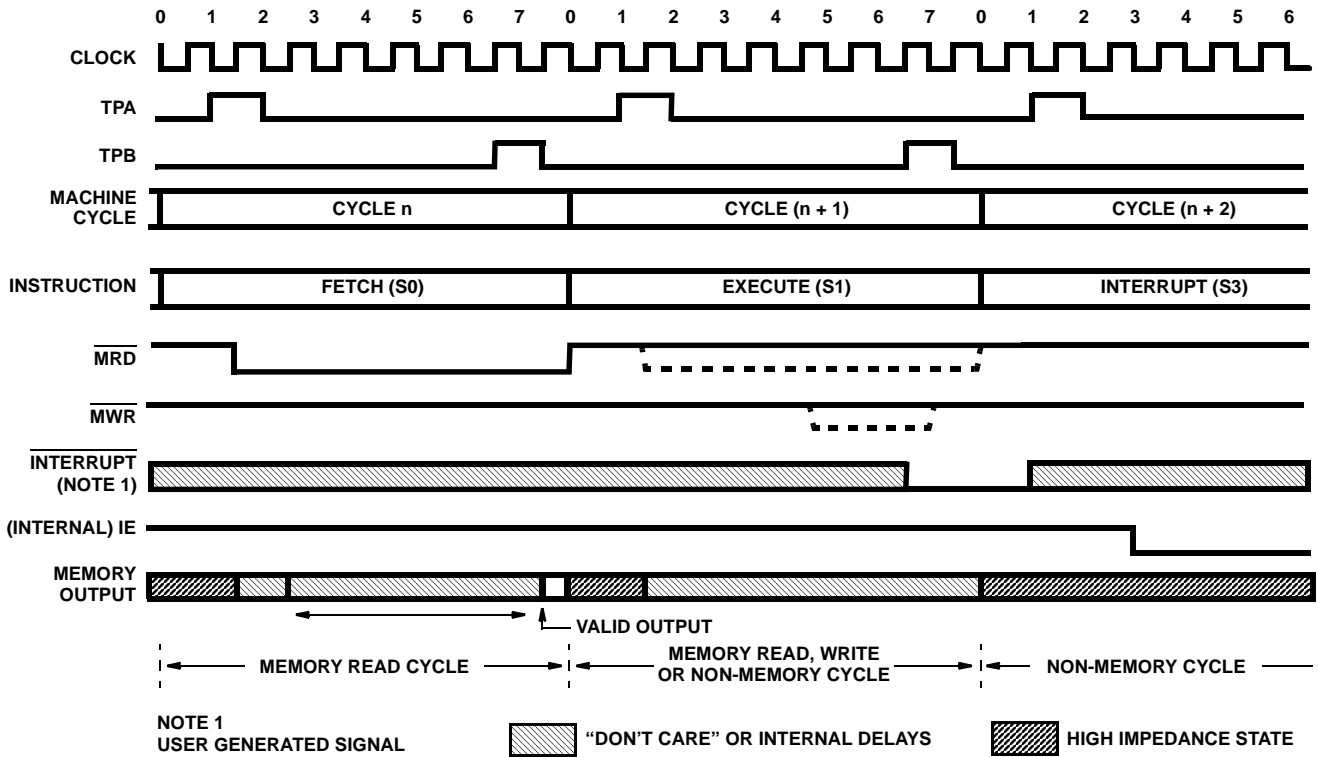 0 1 2 3 4 5 6 7 0 1 2 3 4 5 6 7 0 1 2 3 4 5 6
CLOCK
TPA
TPB
MACHINE
CYCLE
CYCLE n
CYCLE (n + 1)
CYCLE (n + 2)
INSTRUCTION
FETCH (S0)
EXECUTE (S1)
INTERRUPT (S3)
MRD
MWR
INTERRUPT
(NOTE 1)
(INTERNAL) IE
MEMORY
OUTPUT
VALID OUTPUT
MEMORY READ CYCLE
MEMORY READ, WRITE
OR NON-MEMORY CYCLE
NON-MEMORY CYCLE
NOTE 1
USER GENERATED SIGNAL
“DON'T CARE” OR INTERNAL DELAYS
HIGH IMPEDANCE STATE